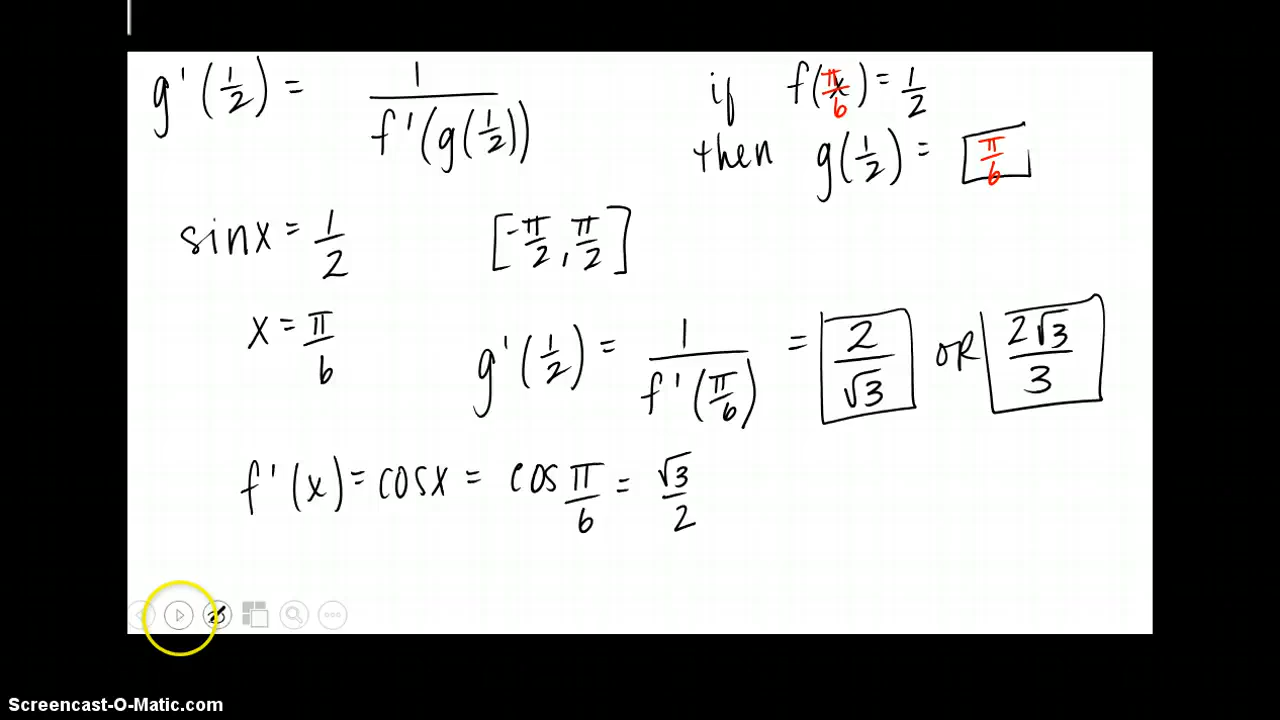 g'(1/2) = 1/f'(g(1/2))
if f(π/6) = 1/2
then g(1/2) = π/6
sinx = 1/2 [-π/2, π/2]
x = π/6
g'(1/2) = 1/f'(π/6) = 2/√3 OR 2√3/3
f'(x) = cosx = cos π/6 = √3/2
Screencast-O-Matic.com